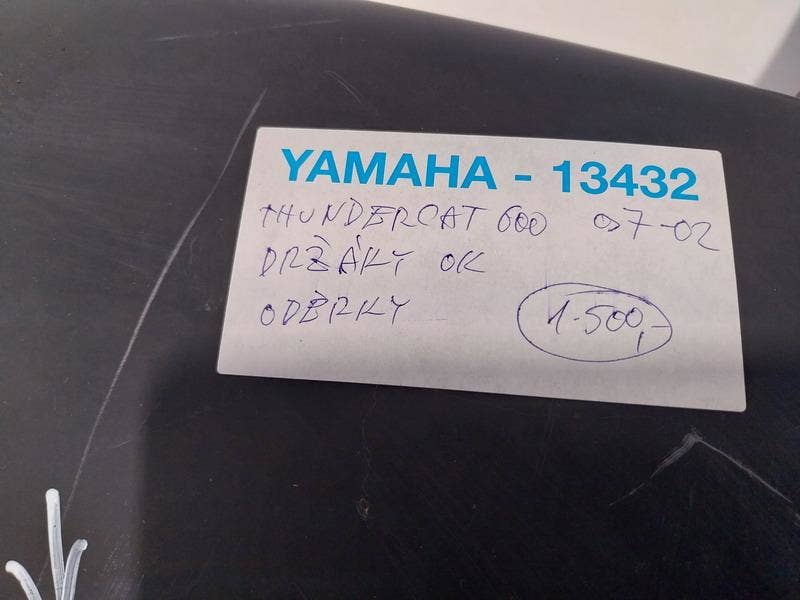 YAMAHA - 13432
THUNDERCAT 600 97-02
DRŽÁKY OK
ODĚRKY 1.500,-